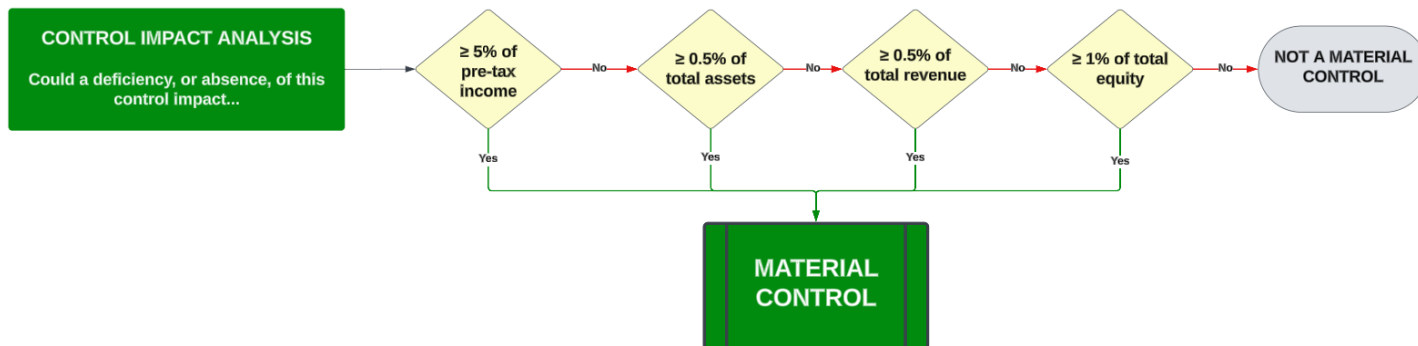 CONTROL IMPACT ANALYSIS
Could a deficiency, or absence, of this
control impact...
≥ 5% of
pre-tax
income
No
≥ 0.5% of
total assets
No
≥ 0.5% of
total revenue
No
≥ 1% of total
equity
No
NOT A MATERIAL
CONTROL
Yes
Yes
Yes
Yes
MATERIAL
CONTROL